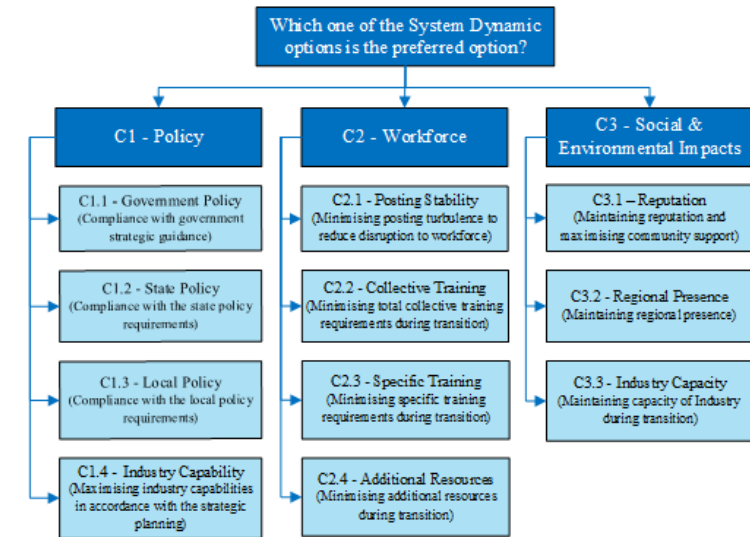 Which one of the System Dynamic
options is the preferred option?
C1 - Policy
C1.1 - Government Policy
(Compliance with government
strategic guidance)
C1.2 - State Policy
(Compliance with the state policy
requirements)
C1.3 - Local Policy
(Compliance with the local policy
requirements)
C1.4 - Industry Capability
(Maximising industry capabilities
in accordance with the strategic
planning)
C2 - Workforce
C2.1 - Posting Stability
(Minimising posting turbulence to
reduce disruption to workforce)
C2.2 - Collective Training
(Minimising total collective training
requirements during transition)
C2.3 - Specific Training
(Minimising specific training
requirements during transition)
C2.4 - Additional Resources
(Minimising additional resources
during transition)
C3 - Social &
Environmental Impacts
C3.1 – Reputation
(Maintaining reputation and
maximising community support)
C3.2 - Regional Presence
(Maintaining regional presence)
C3.3 - Industry Capacity
(Maintaining capacity of Industry
during transition)